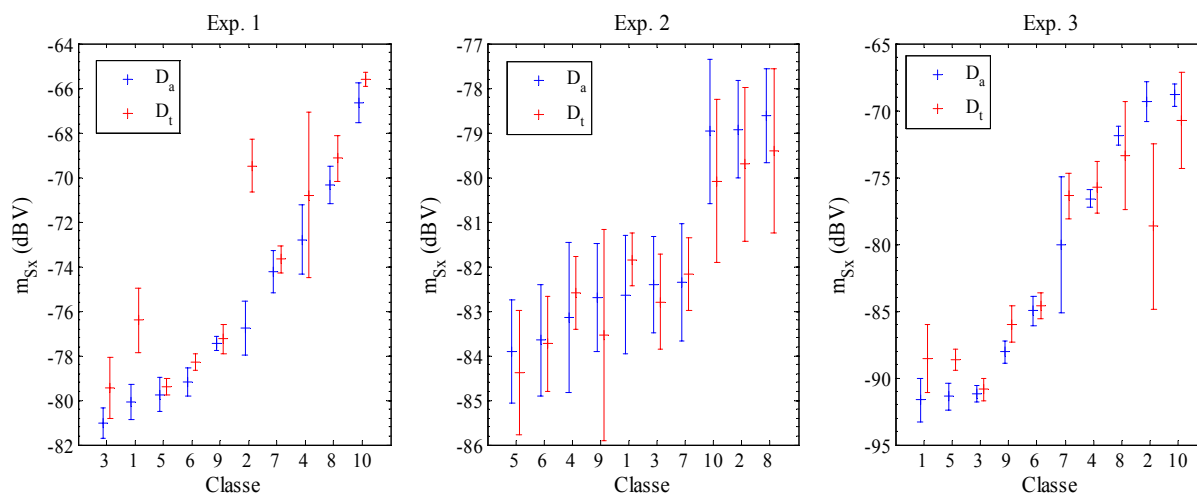 Exp. 1
D_a
D_t
m_Sx (dBV)
-64
-66
-68
-70
-72
-74
-76
-78
-80
-82
3 1 5 6 9 2 7 4 8 10
Classe
Exp. 2
D_a
D_t
m_Sx (dBV)
-77
-78
-79
-80
-81
-82
-83
-84
-85
-86
5 6 4 9 1 3 7 10 2 8
Classe
Exp. 3
D_a
D_t
m_Sx (dBV)
-65
-70
-75
-80
-85
-90
-95
1 5 3 9 6 7 4 8 2 10
Classe